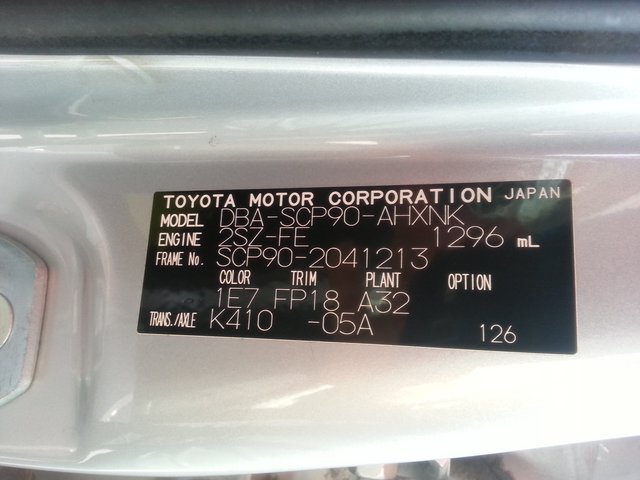 TOYOTA MOTOR CORPORATION JAPAN
MODEL DBA-SCP90-AHXNK
ENGINE 2SZ-FE 1296 mL
FRAME No. SCP90-2041213
COLOR TRIM PLANT OPTION
1E7 FP18 A32
TRANS./AXLE K410 -05A 126